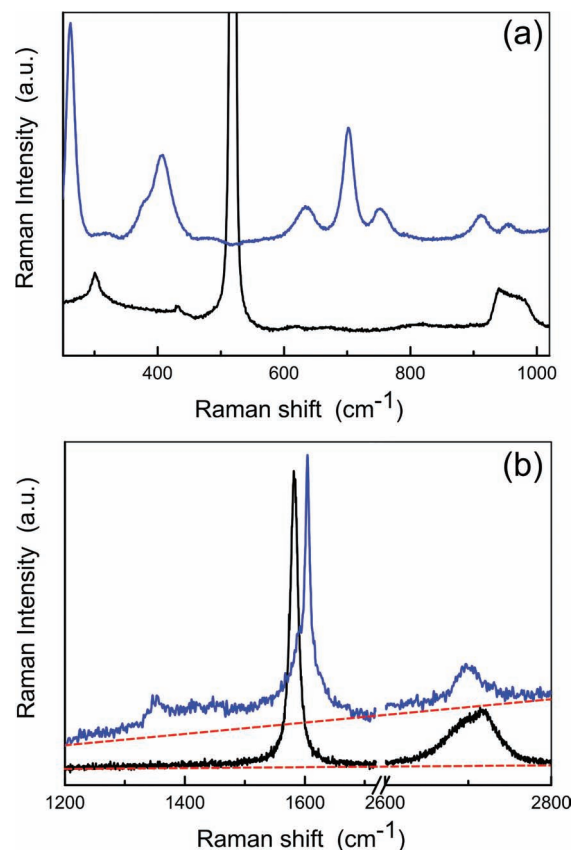 (a)
Raman Intensity (a.u.)
400 600 800 1000
Raman shift (cm⁻¹)
(b)
Raman Intensity (a.u.)
1200 1400 1600 2600 2800
Raman shift (cm⁻¹)